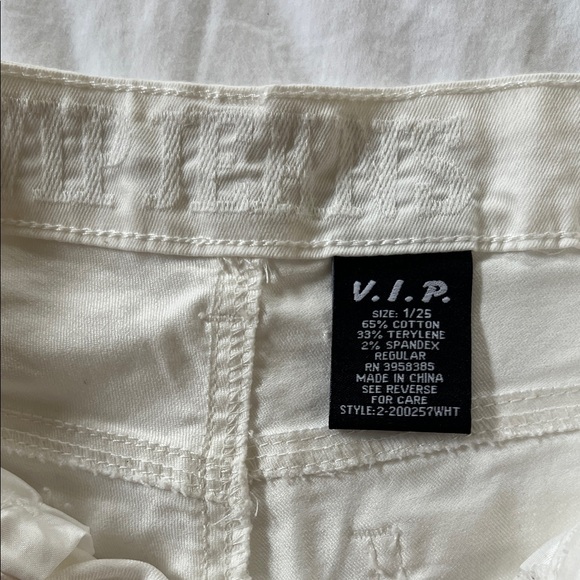 V.I.P.
SIZE: 1/25
65% COTTON
33% TERYLENE
2% SPANDEX
REGULAR
RN 3958385
MADE IN CHINA
SEE REVERSE
FOR CARE
STYLE:2-200257WHT